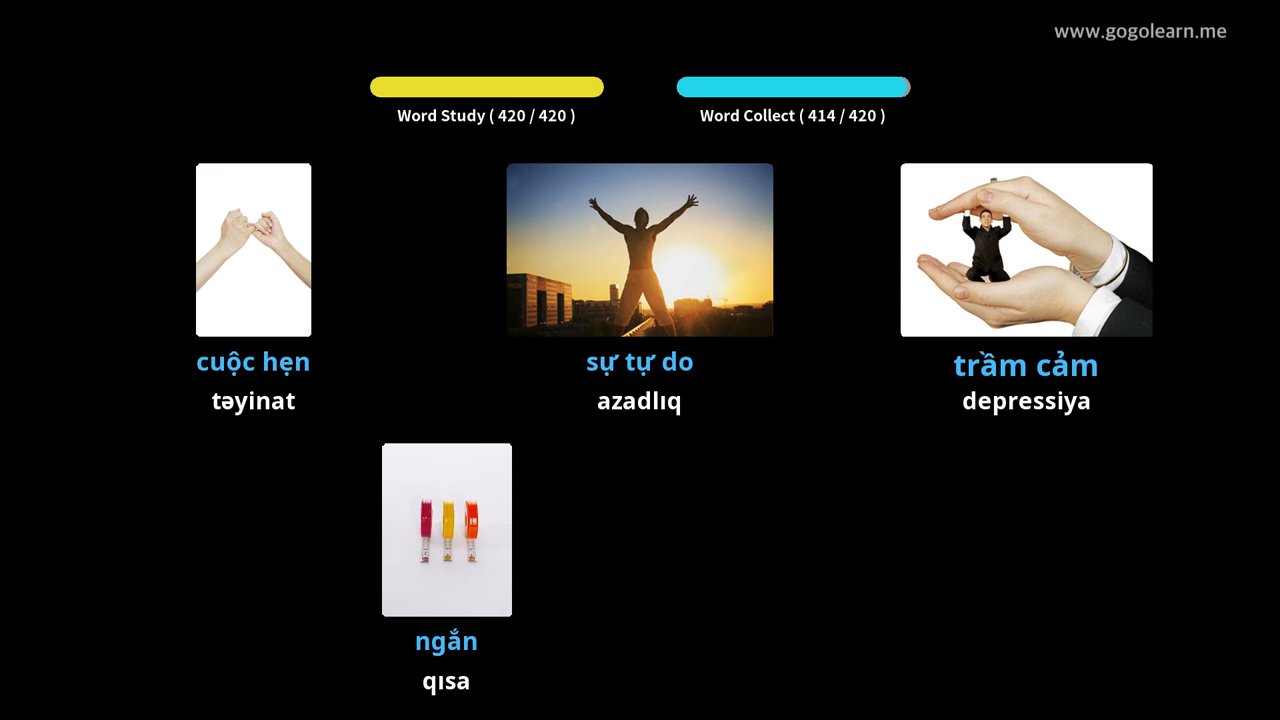 www.gogolearn.me
Word Study ( 420 / 420 )
Word Collect ( 414 / 420 )
cuộc hẹn
təyinat
sự tự do
azadlıq
trầm cảm
depressiya
ngắn
qısa